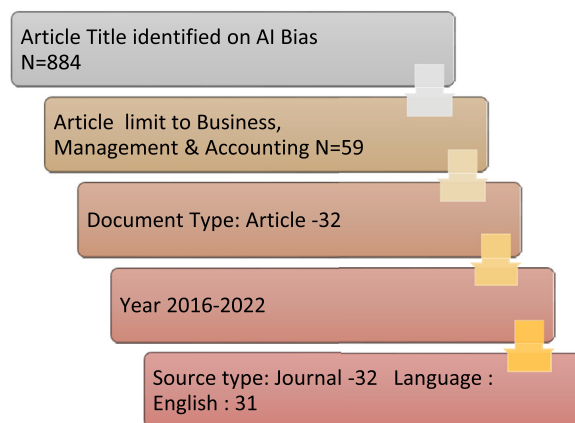 Article Title identified on AI Bias
N=884
Article limit to Business,
Management & Accounting N=59
Document Type: Article -32
Year 2016-2022
Source type: Journal -32 Language :
English : 31